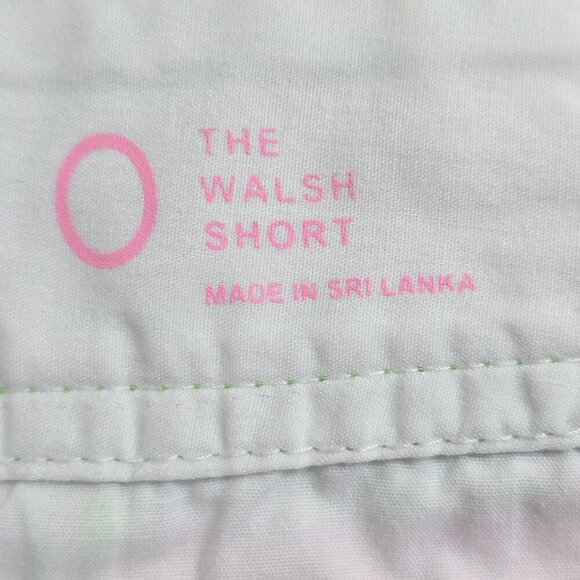 O
THE
WALSH
SHORT
MADE IN SRI LANKA